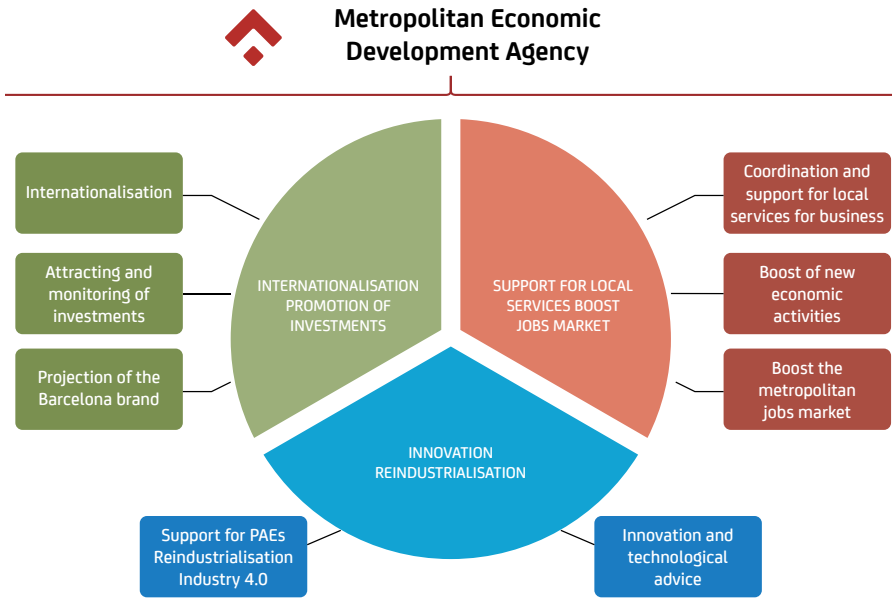 Metropolitan Economic
Development Agency
Internationalisation
Attracting and
monitoring of
investments
Projection of the
Barcelona brand
INTERNATIONALISATION
PROMOTION OF
INVESTMENTS
SUPPORT FOR LOCAL
SERVICES BOOST
JOBS MARKET
Coordination and
support for local
services for business
Boost of new
economic
activities
Boost the
metropolitan
jobs market
INNOVATION
REINDUSTRIALISATION
Support for PAEs
Reindustrialisation
Industry 4.0
Innovation and
technological
advice